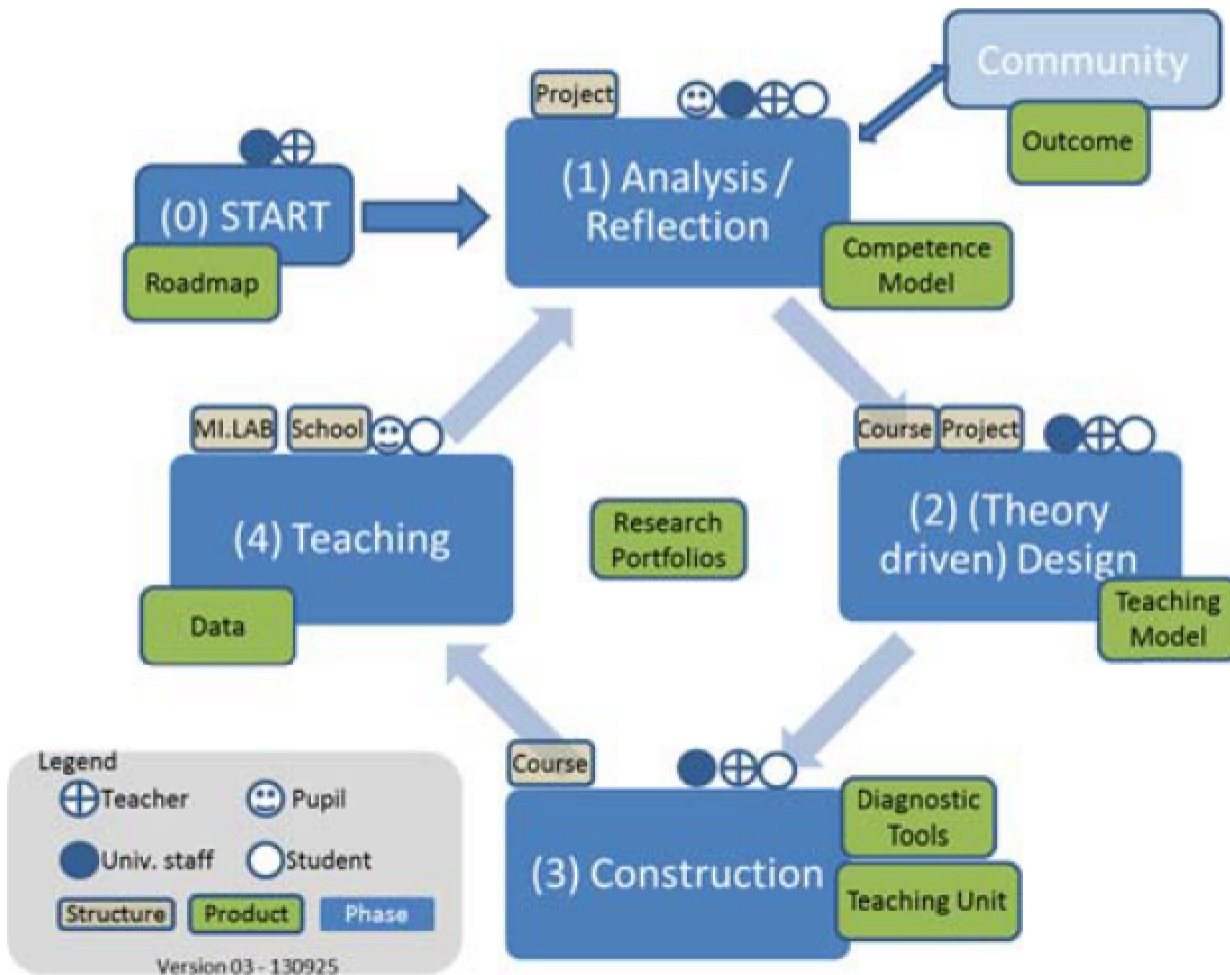 Community
Outcome
Project
(1) Analysis /
Reflection
Competence
Model
(0) START
Roadmap
MI.LAB
School
(4) Teaching
Data
Research
Portfolios
Course
Project
(2) (Theory
driven) Design
Teaching
Model
Course
(3) Construction
Diagnostic
Tools
Teaching Unit
Legend
Teacher
Pupil
Univ. staff
Student
Structure
Product
Phase
Version 03 - 130925